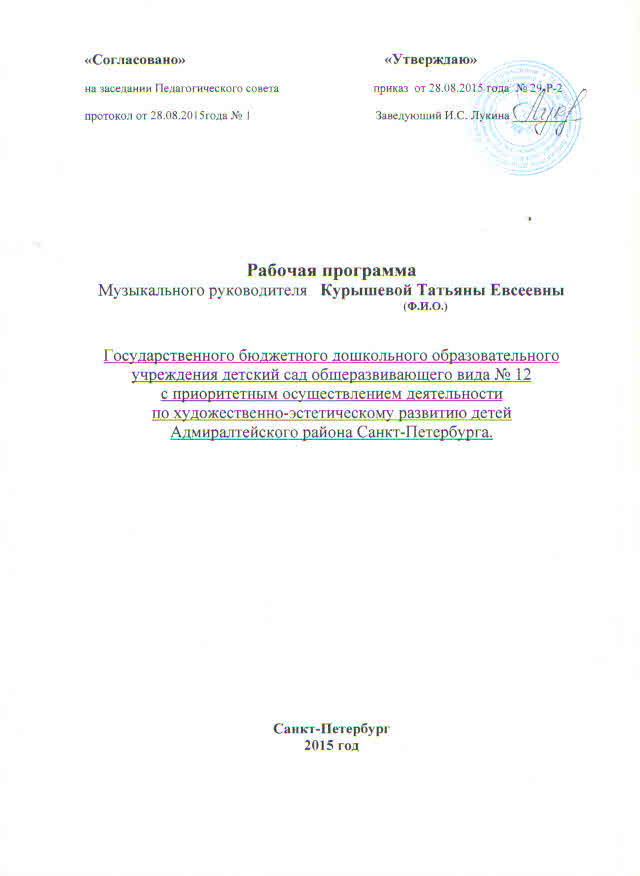 «Согласовано» «Утверждаю»
на заседании Педагогического совета приказ от 28.08.2015 года № 29-Р-2
протокол от 28.08.2015года № 1 Заведующий И.С. Лукина
Рабочая программа
Музыкального руководителя Курышевой Татьяны Евсеевны
(Ф.И.О.)
Государственного бюджетного дошкольного образовательного
учреждения детский сад общеразвивающего вида № 12
с приоритетным осуществлением деятельности
по художественно-эстетическому развитию детей
Адмиралтейского района Санкт-Петербурга.
Санкт-Петербург
2015 год